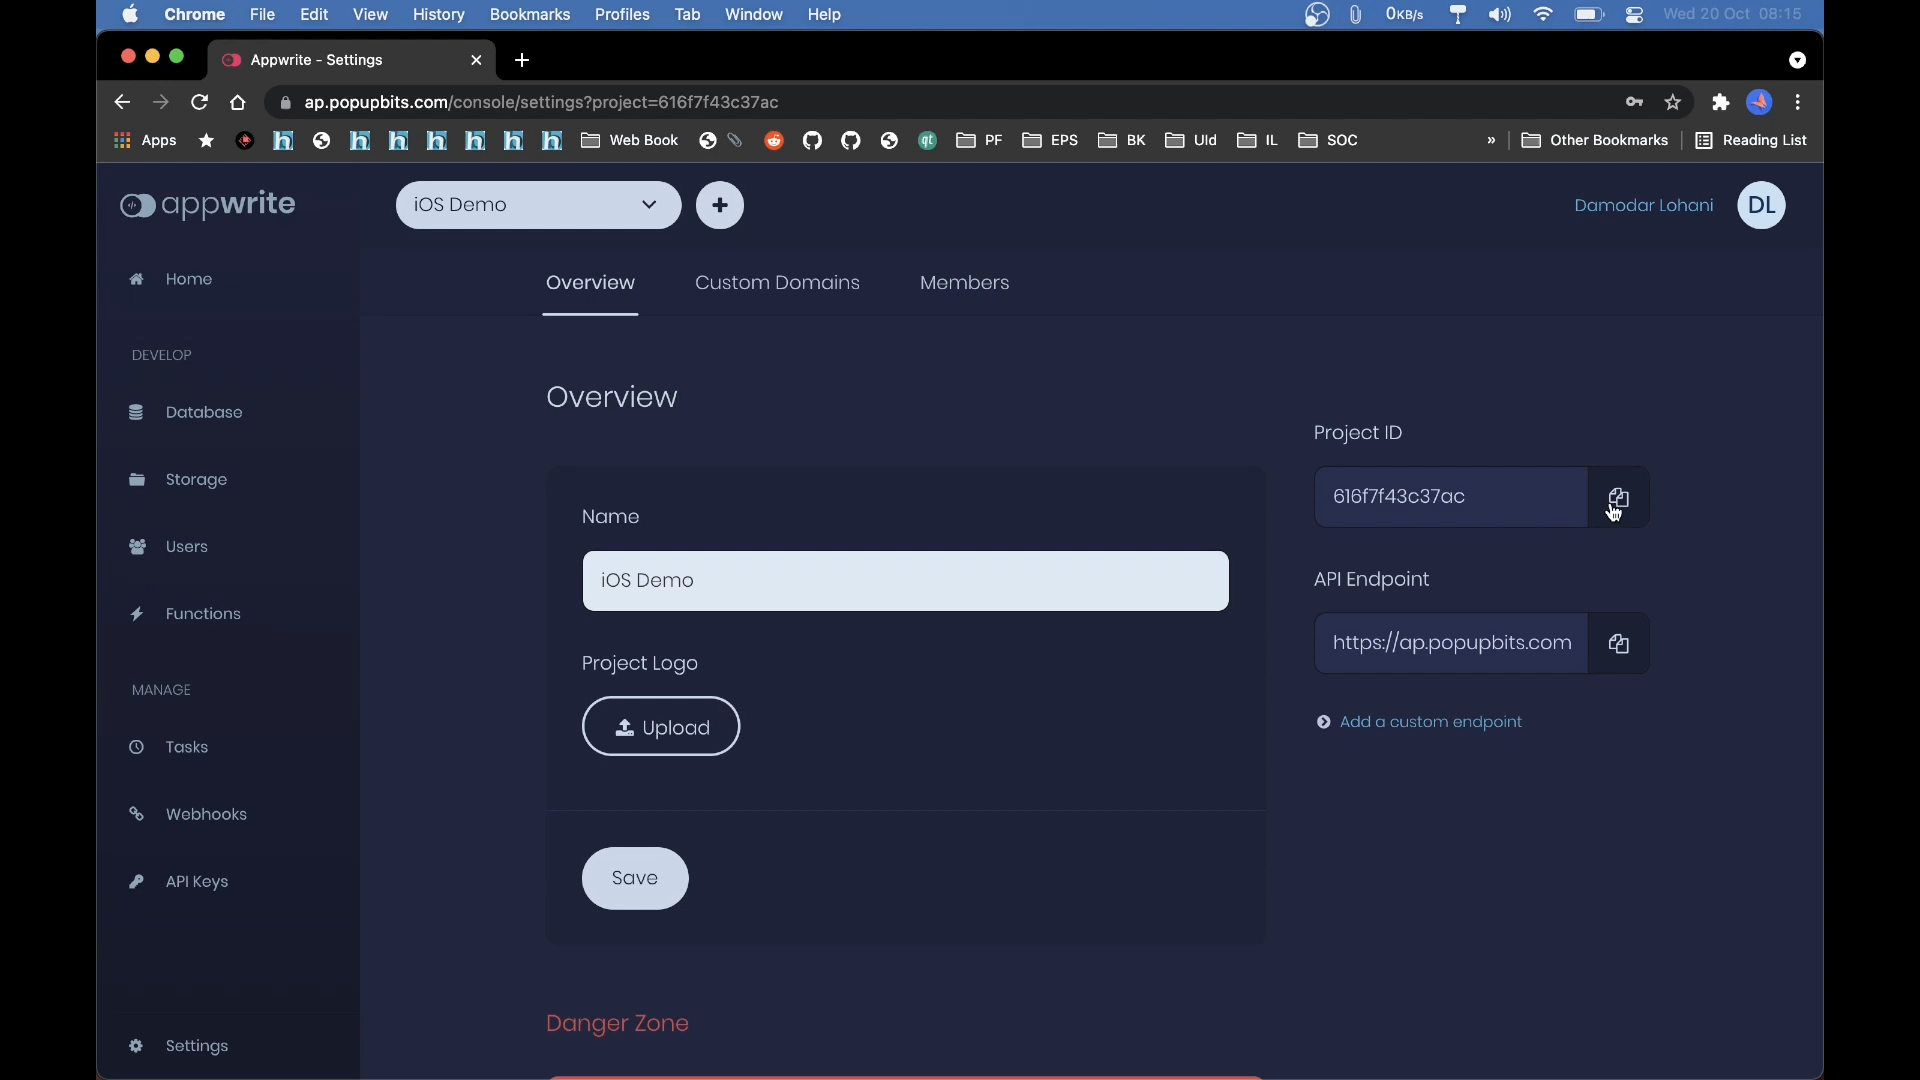 Chrome File Edit View History Bookmarks Profiles Tab Window Help 0KB/s Wed 20 Oct 08:15
Appwrite - Settings
ap.popupbits.com/console/settings?project=616f7f43c37ac
Apps Web Book PF EPS BK Uld IL SOC » Other Bookmarks Reading List
appwrite
iOS Demo
Damodar Lohani DL
Home
DEVELOP
Database
Storage
Users
Functions
MANAGE
Tasks
Webhooks
API Keys
Settings
Overview Custom Domains Members
Overview
Name
iOS Demo
Project Logo
Upload
Save
Danger Zone
Project ID
616f7f43c37ac
API Endpoint
https://ap.popupbits.com
Add a custom endpoint